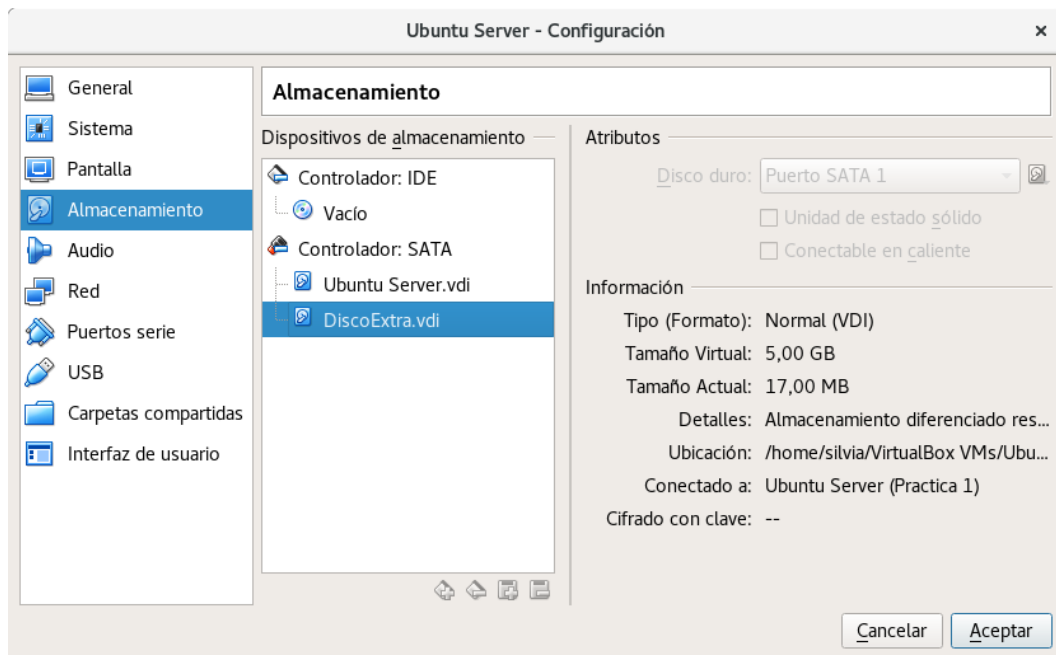 Ubuntu Server - Configuración
General
Sistema
Pantalla
Almacenamiento
Audio
Red
Puertos serie
USB
Carpetas compartidas
Interfaz de usuario
Almacenamiento
Dispositivos de almacenamiento
Controlador: IDE
Vacío
Controlador: SATA
Ubuntu Server.vdi
DiscoExtra.vdi
Atributos
Disco duro: Puerto SATA 1
Unidad de estado sólido
Conectable en caliente
Información
Tipo (Formato): Normal (VDI)
Tamaño Virtual: 5,00 GB
Tamaño Actual: 17,00 MB
Detalles: Almacenamiento diferenciado res...
Ubicación: /home/silvia/VirtualBox VMs/Ubu...
Conectado a: Ubuntu Server (Practica 1)
Cifrado con clave: --
Cancelar
Aceptar